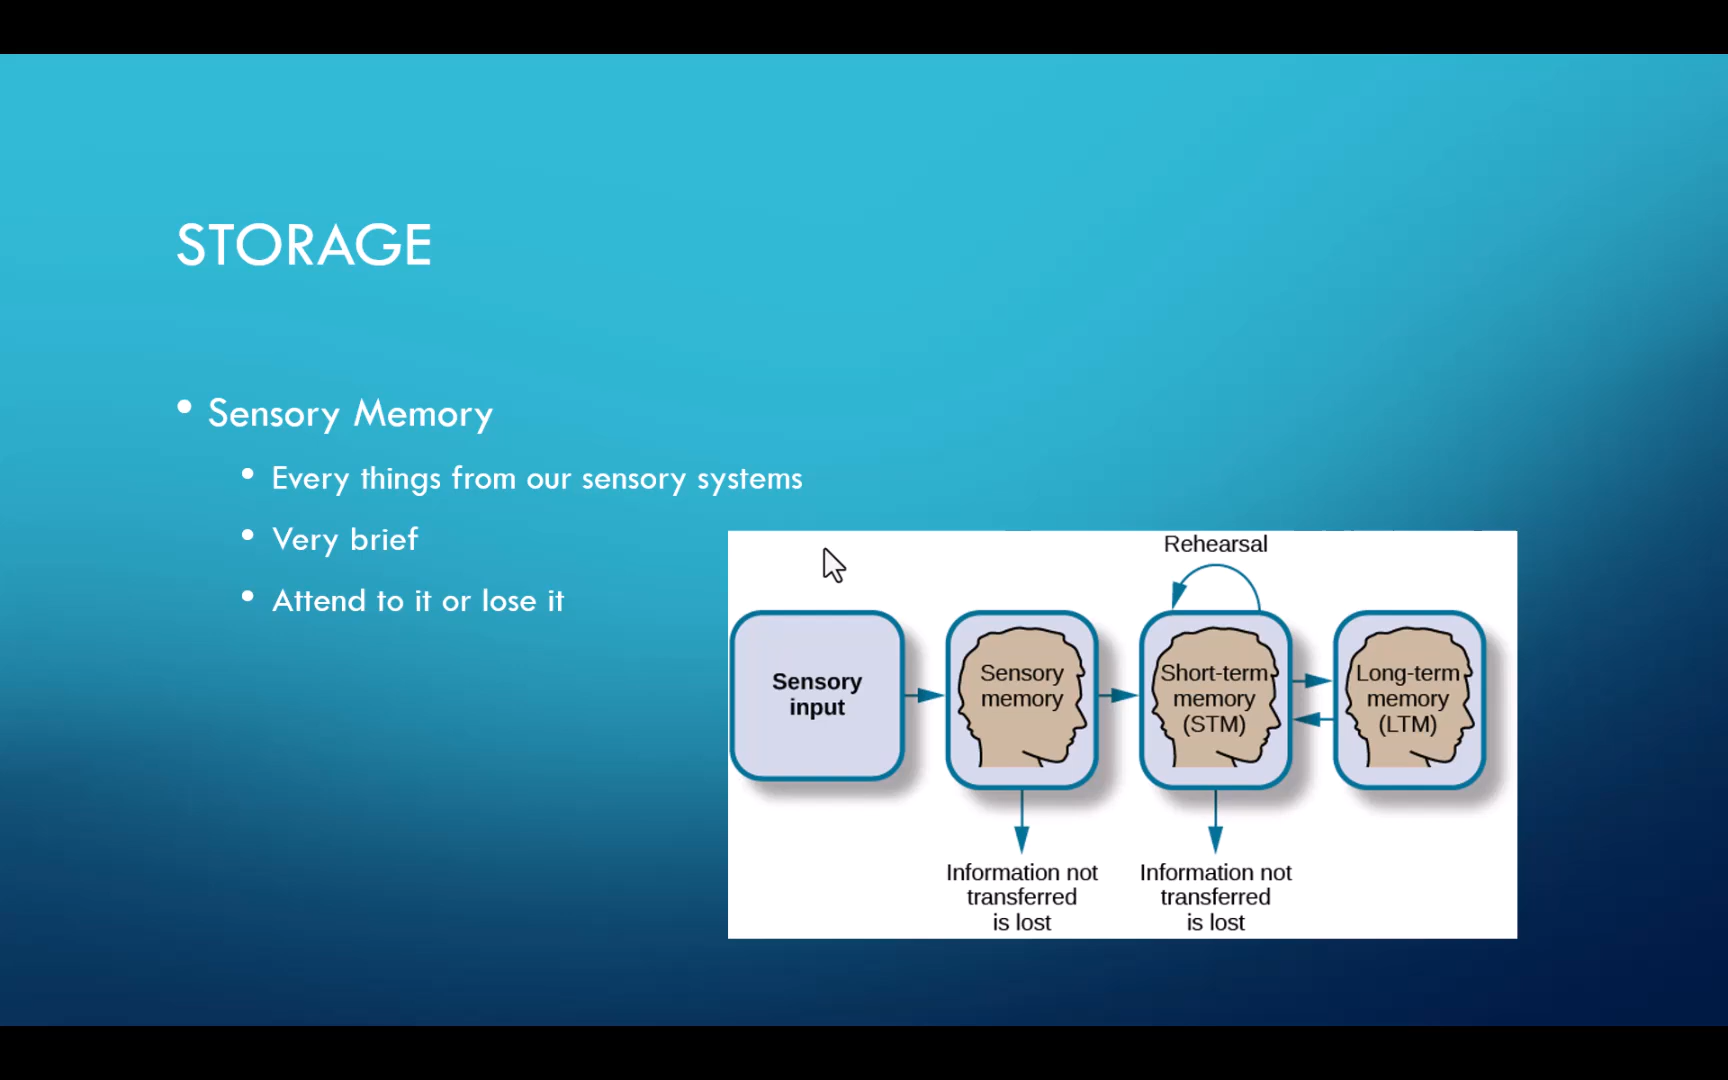 STORAGE
• Sensory Memory
• Every things from our sensory systems
• Very brief
• Attend to it or lose it
Rehearsal
Sensory
input
Sensory
memory
Short-term
memory
(STM)
Long-term
memory
(LTM)
Information not
transferred
is lost
Information not
transferred
is lost